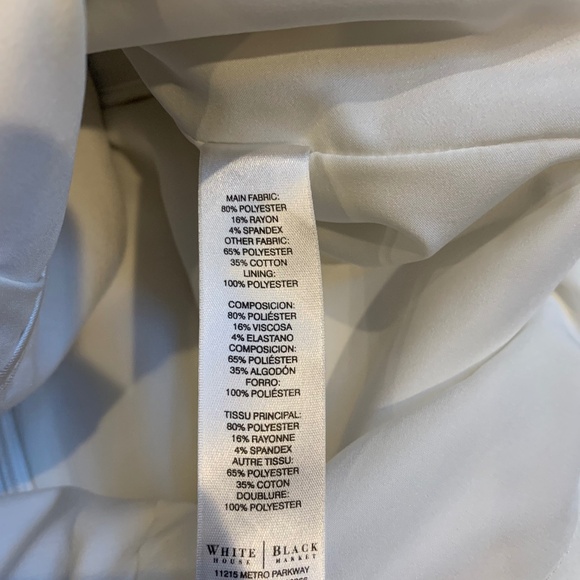 MAIN FABRIC:
80% POLYESTER
16% RAYON
4% SPANDEX
OTHER FABRIC:
65% POLYESTER
35% COTTON
LINING:
100% POLYESTER
COMPOSICION:
80% POLIÉSTER
16% VISCOSA
4% ELASTANO
COMPOSICION:
65% POLIÉSTER
35% ALGODÓN
FORRO:
100% POLIÉSTER
TISSU PRINCIPAL:
80% POLYESTER
16% RAYONNE
4% SPANDEX
AUTRE TISSU:
65% POLYESTER
35% COTON
DOUBLURE:
100% POLYESTER
WHITE | BLACK
HOUSE | MARKET
11215 METRO PARKWAY